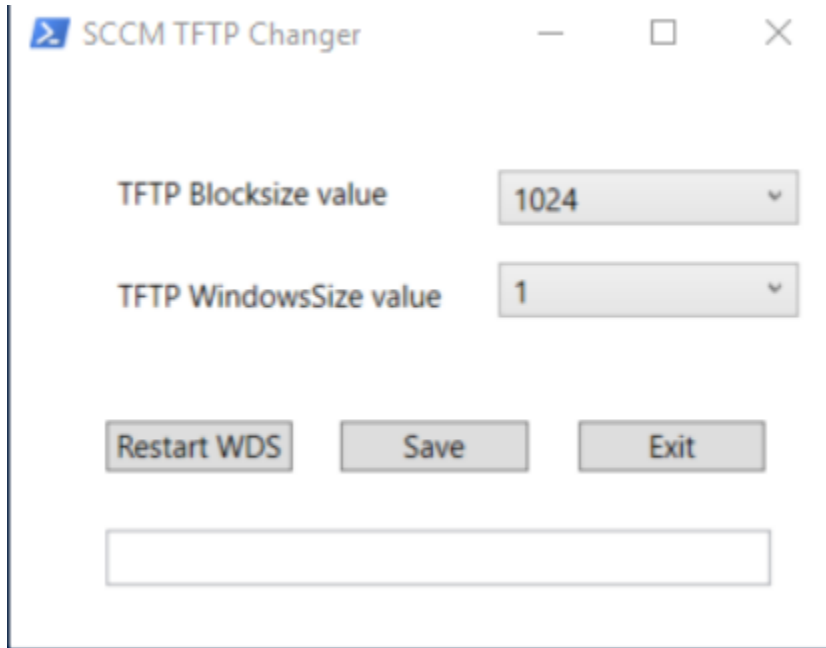 SCCM TFTP Changer
TFTP Blocksize value 1024
TFTP WindowsSize value 1
Restart WDS Save Exit